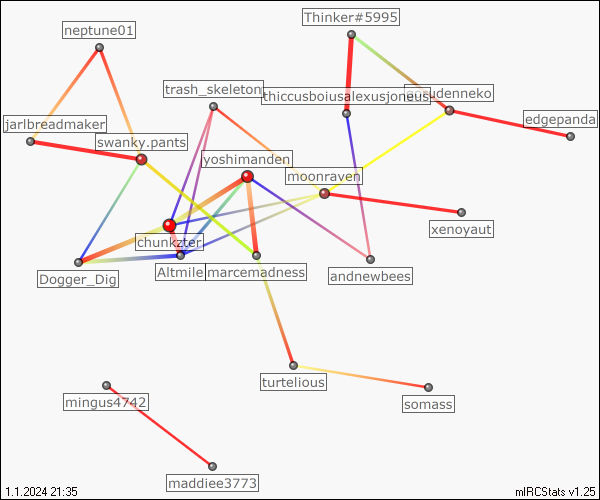 Thinker#5995
neptune01
trash_skeleton
thiccusboiusalexusjoneus
edgepanda
jarlbreadmaker
swanky.pants
yoshimanden
moonraven
xenoyaut
chunkzter
Dogger_Dig
Altmile
marcemadness
andnewbees
turtelious
somass
mingus4742
maddiee3773
1.1.2024 21:35
mIRCStats v1.25